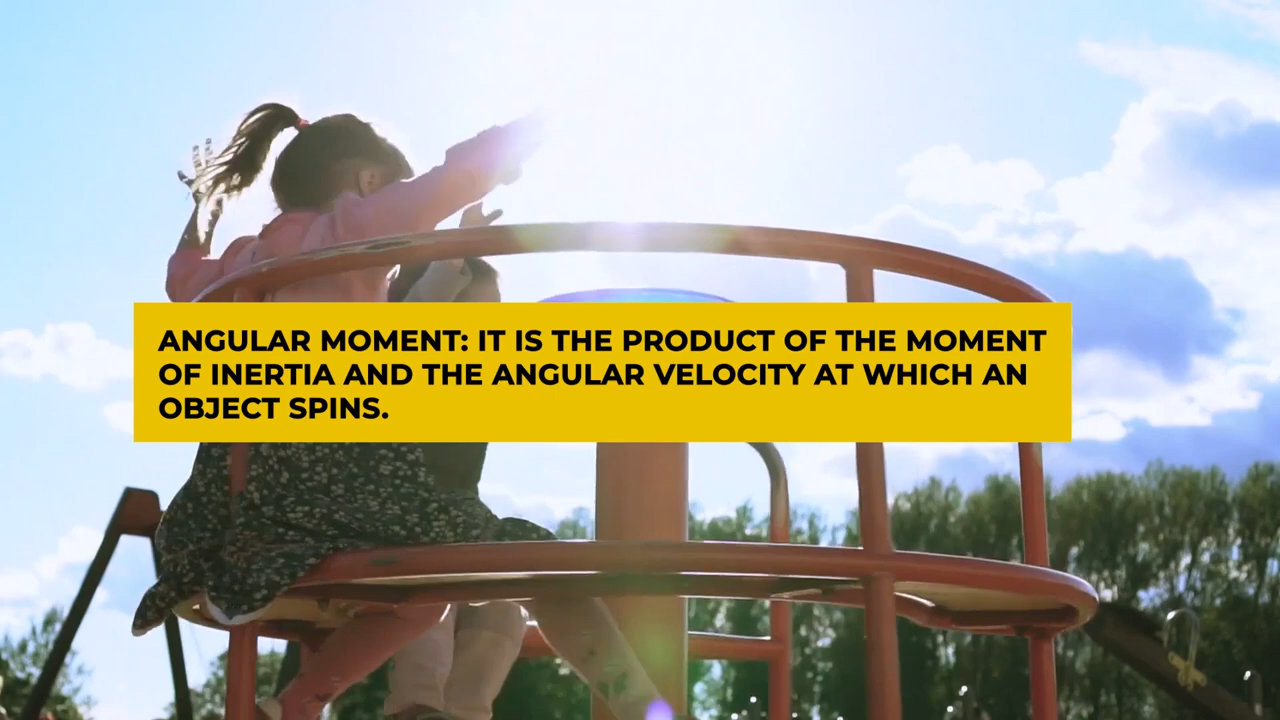 ANGULAR MOMENT: IT IS THE PRODUCT OF THE MOMENT
OF INERTIA AND THE ANGULAR VELOCITY AT WHICH AN
OBJECT SPINS.